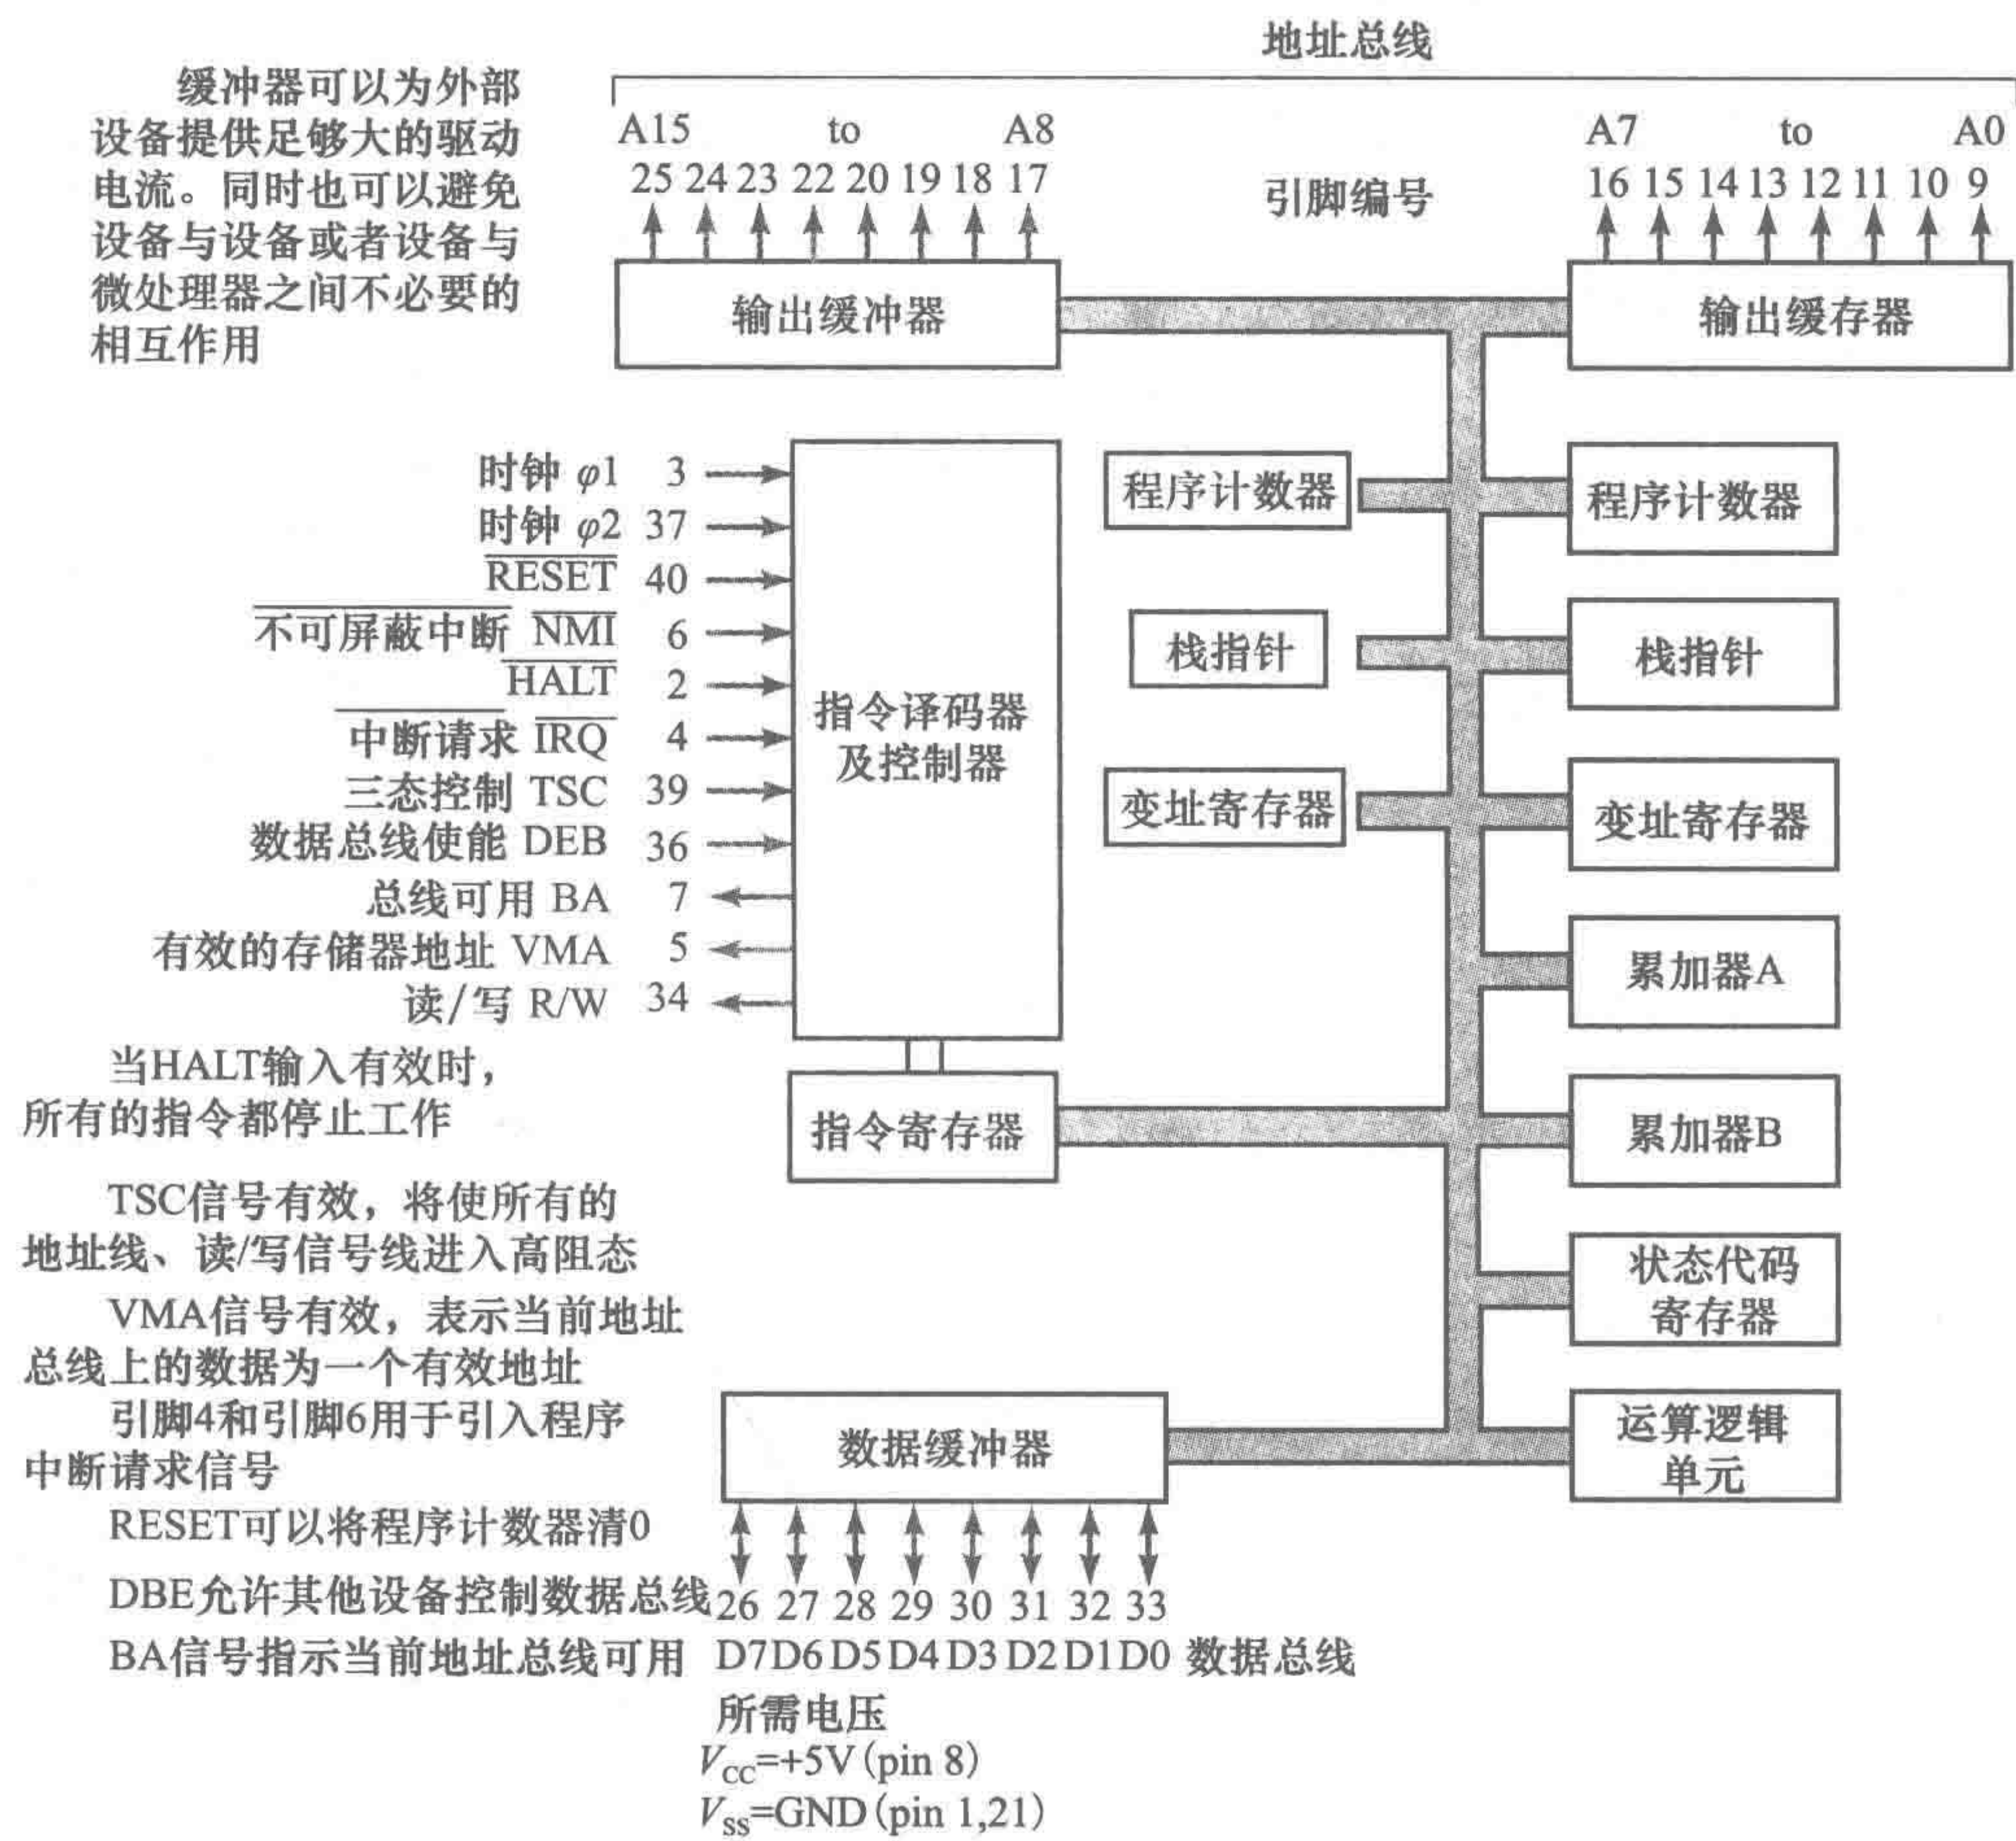 地址总线
缓冲器可以为外部
设备提供足够大的驱动
电流。同时也可以避免
设备与设备或者设备与
微处理器之间不必要的
相互作用
A15 to A8
25 24 23 22 20 19 18 17
引脚编号
A7 to A0
16 15 14 13 12 11 10 9
输出缓冲器
输出缓存器
时钟 φ1 3
时钟 φ2 37
RESET 40
不可屏蔽中断 NMI 6
HALT 2
中断请求 IRQ 4
三态控制 TSC 39
数据总线使能 DEB 36
总线可用 BA 7
有效的存储器地址 VMA 5
读/写 R/W 34
指令译码器
及控制器
程序计数器
程序计数器
栈指针
栈指针
变址寄存器
变址寄存器
累加器A
累加器B
状态代码
寄存器
运算逻辑
单元
指令寄存器
当HALT输入有效时，
所有的指令都停止工作
TSC信号有效，将使所有的
地址线、读/写信号线进入高阻态
VMA信号有效，表示当前地址
总线上的数据为一个有效地址
引脚4和引脚6用于引入程序
中断请求信号
RESET可以将程序计数器清0
DBE允许其他设备控制数据总线
BA信号指示当前地址总线可用
数据缓冲器
26 27 28 29 30 31 32 33
D7 D6 D5 D4 D3 D2 D1 D0 数据总线
所需电压
VCC=+5V(pin 8)
VSS=GND(pin 1,21)